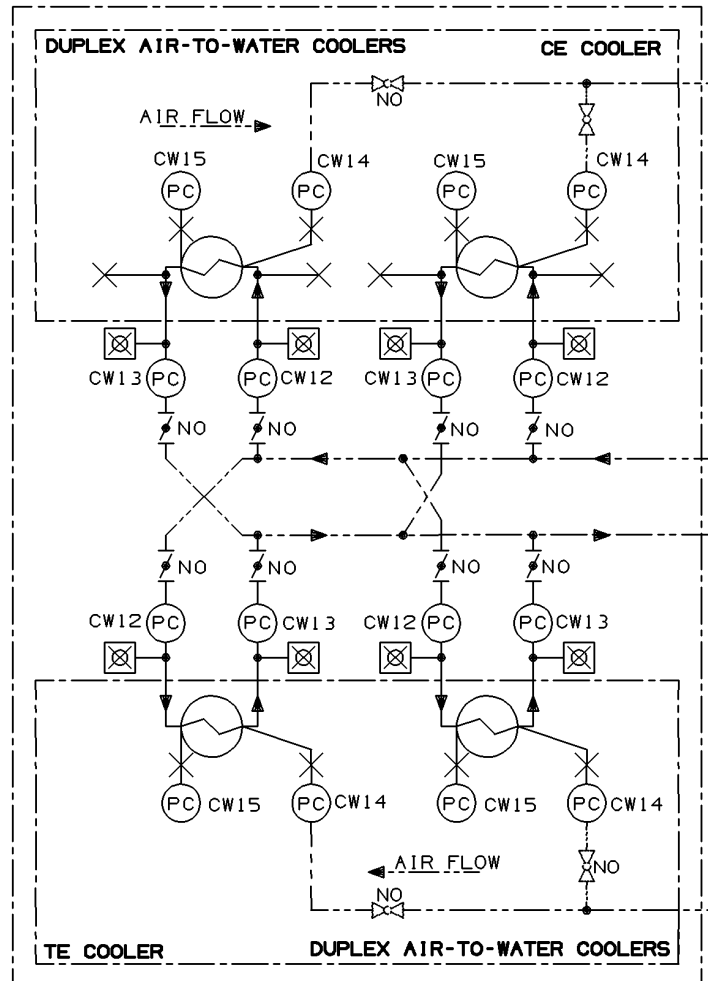 DUPLEX AIR-TO-WATER COOLERS CE COOLER
NO
AIR FLOW
CW15 CW14 CW15 CW14
PC PC PC PC
CW13 PC PC CW12 CW13 PC PC CW12
NO NO NO NO
NO NO NO NO
CW12 PC PC CW13 CW12 PC PC CW13
PC CW15 PC CW14 PC CW15 PC CW14
AIR FLOW NO
NO
TE COOLER DUPLEX AIR-TO-WATER COOLERS